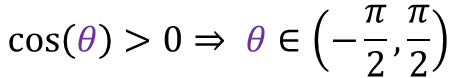 cos(θ) > 0 ⇒ θ ∈ (−π/2, π/2)